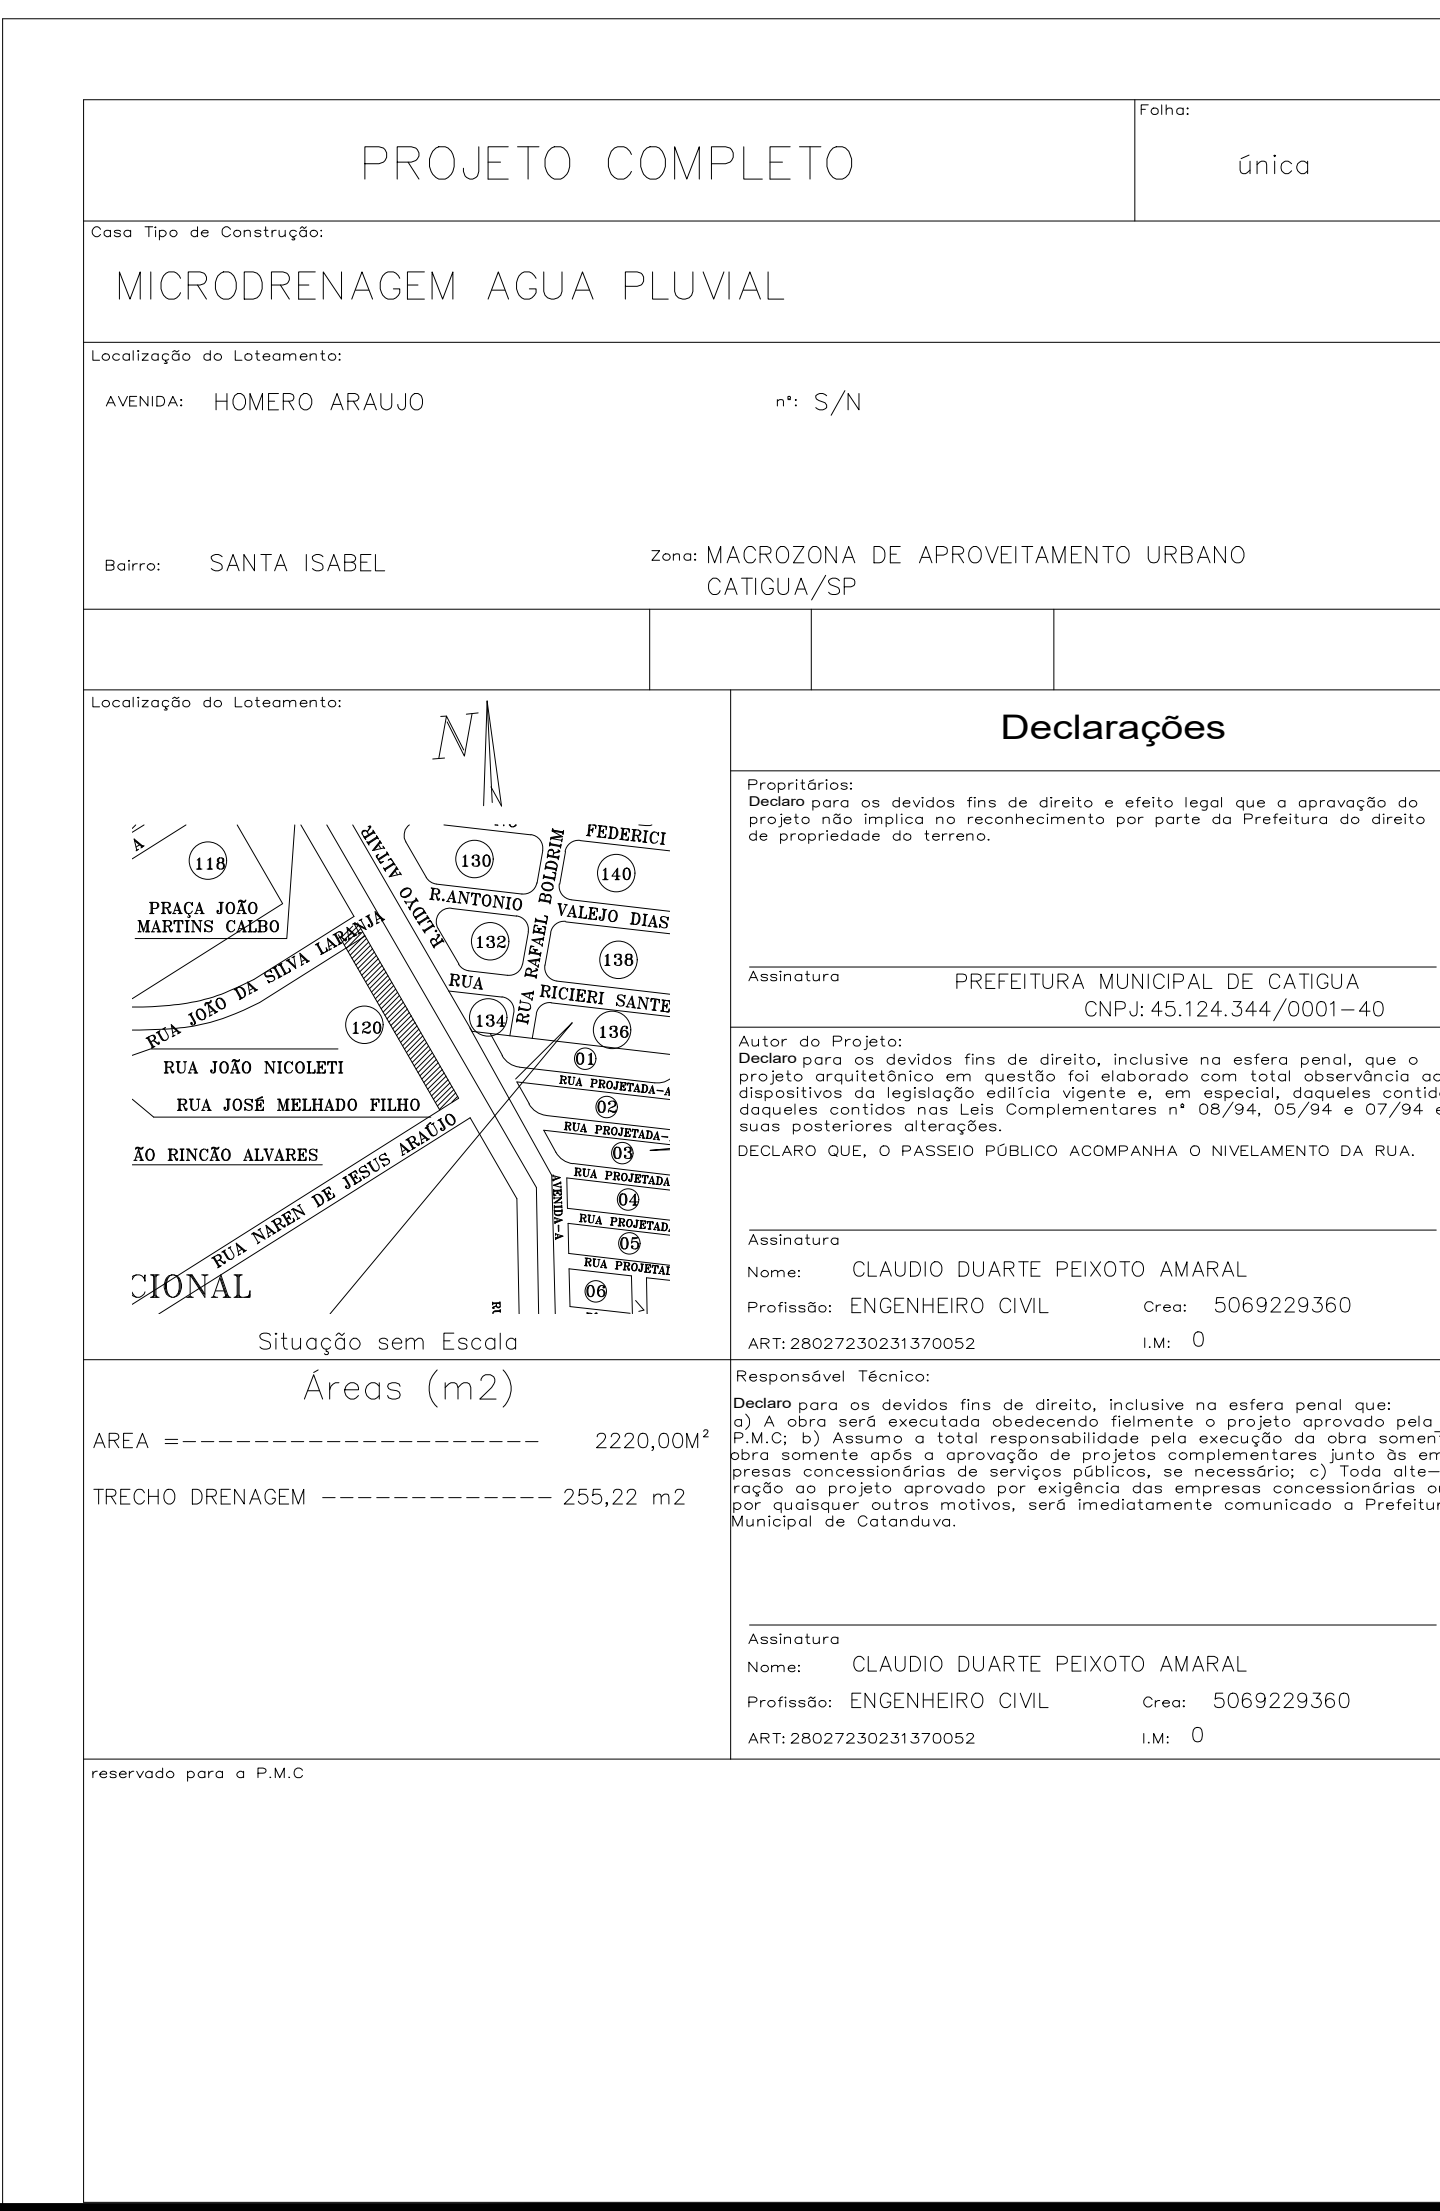 PROJETO COMPLETO
Folha:
única
Casa Tipo de Construção:
MICRODRENAGEM AGUA PLUVIAL
Localização do Loteamento:
AVENIDA: HOMERO ARAUJO
nº: S/N
Bairro: SANTA ISABEL
Zona: MACROZONA DE APROVEITAMENTO URBANO
CATIGUA/SP
Localização do Loteamento:
N
A
118
PRAÇA JOÃO
MARTINS CALBO
RUA JOÃO DA SILVA LARANJA
R.LIDYO ALTAIR
130
FEDERICI
140
RUA RAFAEL BOLDRIM
R.ANTONIO
VALEJO DIAS
132
138
RUA
RICIERI SANTE
134
136
120
RUA JOÃO NICOLETI
01
RUA PROJETADA-A
RUA JOSÉ MELHADO FILHO
02
RUA PROJETADA-
ÃO RINCÃO ALVARES
03
RUA PROJETADA
RUA NAREN DE JESUS ARAÚJO
04
AVENIDA-A
RUA PROJETAD
05
RUA PROJETA
CIONAL
06
RU
Situação sem Escala
Áreas (m2)
AREA =--------------------- 2220,00M²
TRECHO DRENAGEM ------------- 255,22 m2
Declarações
Propritários:
Declaro para os devidos fins de direito e efeito legal que a apravação do
projeto não implica no reconhecimento por parte da Prefeitura do direito
de propriedade do terreno.
Assinatura
PREFEITURA MUNICIPAL DE CATIGUA
CNPJ: 45.124.344/0001-40
Autor do Projeto:
Declaro para os devidos fins de direito, inclusive na esfera penal, que o
projeto arquitetônico em questão foi elaborado com total observância ao
dispositivos da legislação edilícia vigente e, em especial, daqueles contid
daqueles contidos nas Leis Complementares nº 08/94, 05/94 e 07/94 e
suas posteriores alterações.
DECLARO QUE, O PASSEIO PÚBLICO ACOMPANHA O NIVELAMENTO DA RUA.
Assinatura
Nome: CLAUDIO DUARTE PEIXOTO AMARAL
Profissão: ENGENHEIRO CIVIL Crea: 5069229360
ART: 28027230231370052 I.M: 0
Responsável Técnico:
Declaro para os devidos fins de direito, inclusive na esfera penal que:
a) A obra será executada obedecendo fielmente o projeto aprovado pela
P.M.C; b) Assumo a total responsabilidade pela execução da obra somen
obra somente após a aprovação de projetos complementares junto às em
presas concessionárias de serviços públicos, se necessário; c) Toda alte-
ração ao projeto aprovado por exigência das empresas concessionárias o
por quaisquer outros motivos, será imediatamente comunicado a Prefeitur
Municipal de Catanduva.
Assinatura
Nome: CLAUDIO DUARTE PEIXOTO AMARAL
Profissão: ENGENHEIRO CIVIL Crea: 5069229360
ART: 28027230231370052 I.M: 0
reservado para a P.M.C